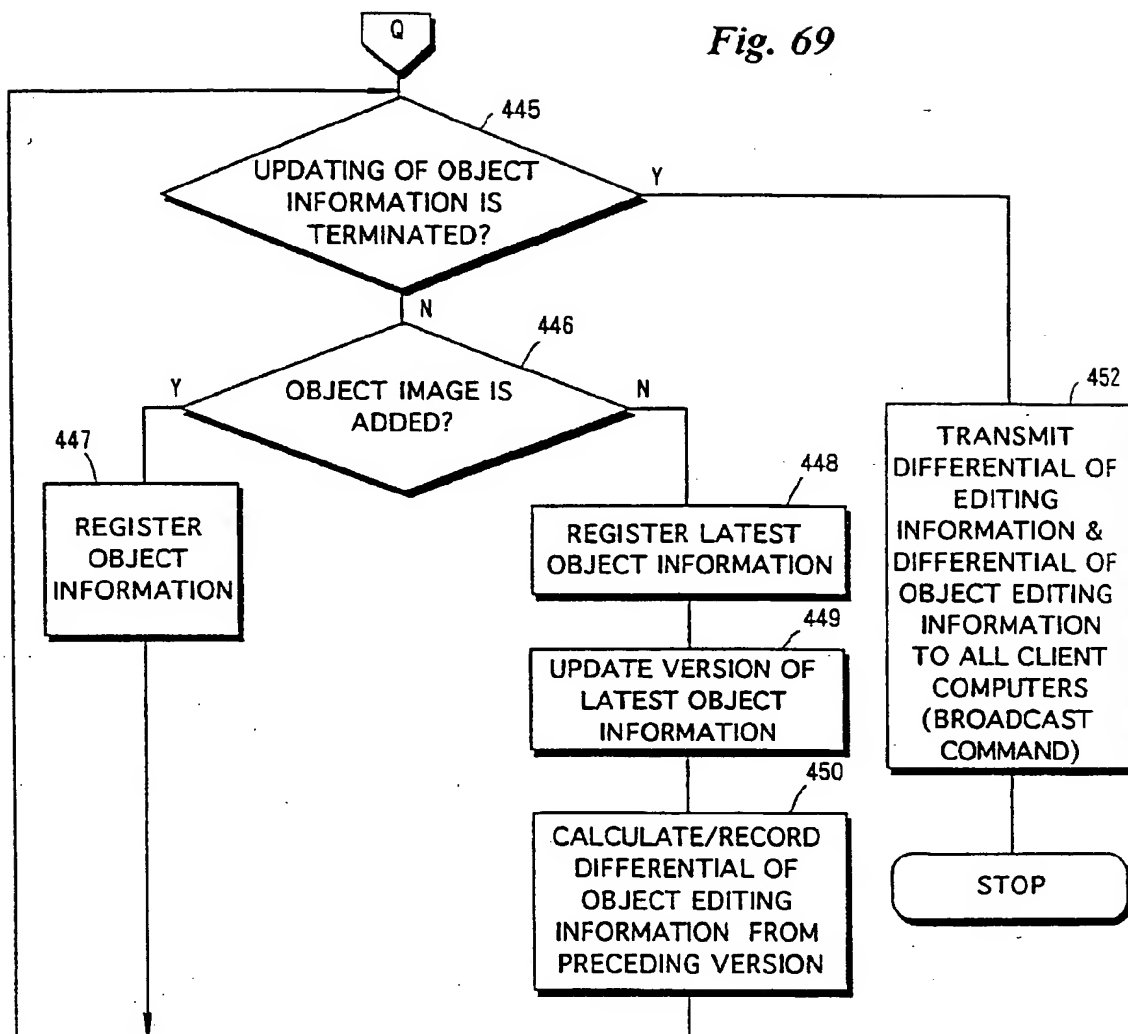 Q
Fig. 69
445
UPDATING OF OBJECT
INFORMATION IS
TERMINATED?
Y
N
446
OBJECT IMAGE IS
ADDED?
Y
N
447
REGISTER
OBJECT
INFORMATION
448
REGISTER LATEST
OBJECT INFORMATION
449
UPDATE VERSION OF
LATEST OBJECT
INFORMATION
450
CALCULATE/RECORD
DIFFERENTIAL OF
OBJECT EDITING
INFORMATION FROM
PRECEDING VERSION
452
TRANSMIT
DIFFERENTIAL OF
EDITING
INFORMATION &
DIFFERENTIAL OF
OBJECT EDITING
INFORMATION
TO ALL CLIENT
COMPUTERS
(BROADCAST
COMMAND)
STOP